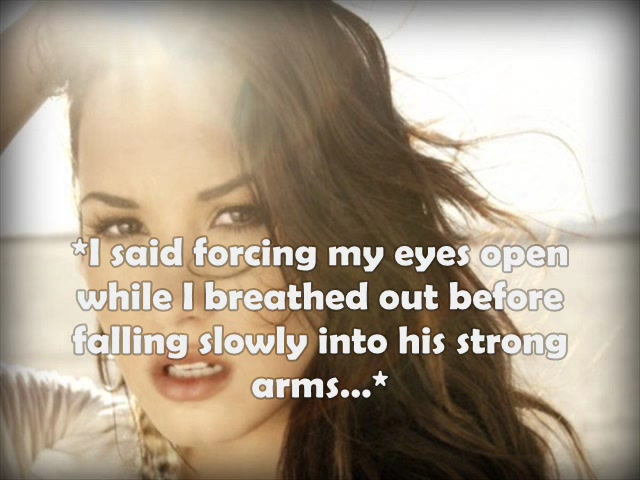 *I said forcing my eyes open
while I breathed out before
falling slowly into his strong
arms...*